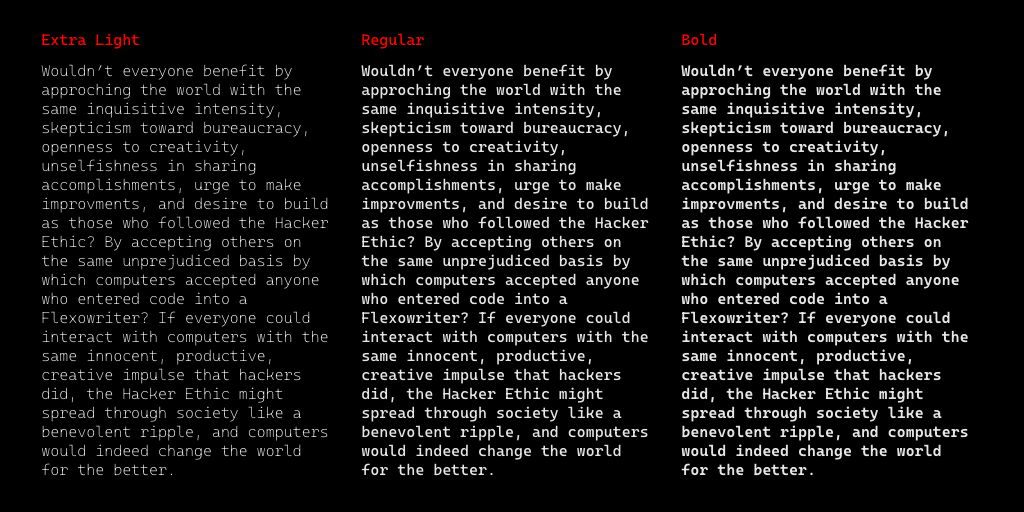 Extra Light
Wouldn’t everyone benefit by
approching the world with the
same inquisitive intensity,
skepticism toward bureaucracy,
openness to creativity,
unselfishness in sharing
accomplishments, urge to make
improvments, and desire to build
as those who followed the Hacker
Ethic? By accepting others on
the same unprejudiced basis by
which computers accepted anyone
who entered code into a
Flexowriter? If everyone could
interact with computers with the
same innocent, productive,
creative impulse that hackers
did, the Hacker Ethic might
spread through society like a
benevolent ripple, and computers
would indeed change the world
for the better.
Regular
Wouldn’t everyone benefit by
approching the world with the
same inquisitive intensity,
skepticism toward bureaucracy,
openness to creativity,
unselfishness in sharing
accomplishments, urge to make
improvments, and desire to build
as those who followed the Hacker
Ethic? By accepting others on
the same unprejudiced basis by
which computers accepted anyone
who entered code into a
Flexowriter? If everyone could
interact with computers with the
same innocent, productive,
creative impulse that hackers
did, the Hacker Ethic might
spread through society like a
benevolent ripple, and computers
would indeed change the world
for the better.
Bold
Wouldn’t everyone benefit by
approching the world with the
same inquisitive intensity,
skepticism toward bureaucracy,
openness to creativity,
unselfishness in sharing
accomplishments, urge to make
improvments, and desire to build
as those who followed the Hacker
Ethic? By accepting others on
the same unprejudiced basis by
which computers accepted anyone
who entered code into a
Flexowriter? If everyone could
interact with computers with the
same innocent, productive,
creative impulse that hackers
did, the Hacker Ethic might
spread through society like a
benevolent ripple, and computers
would indeed change the world
for the better.